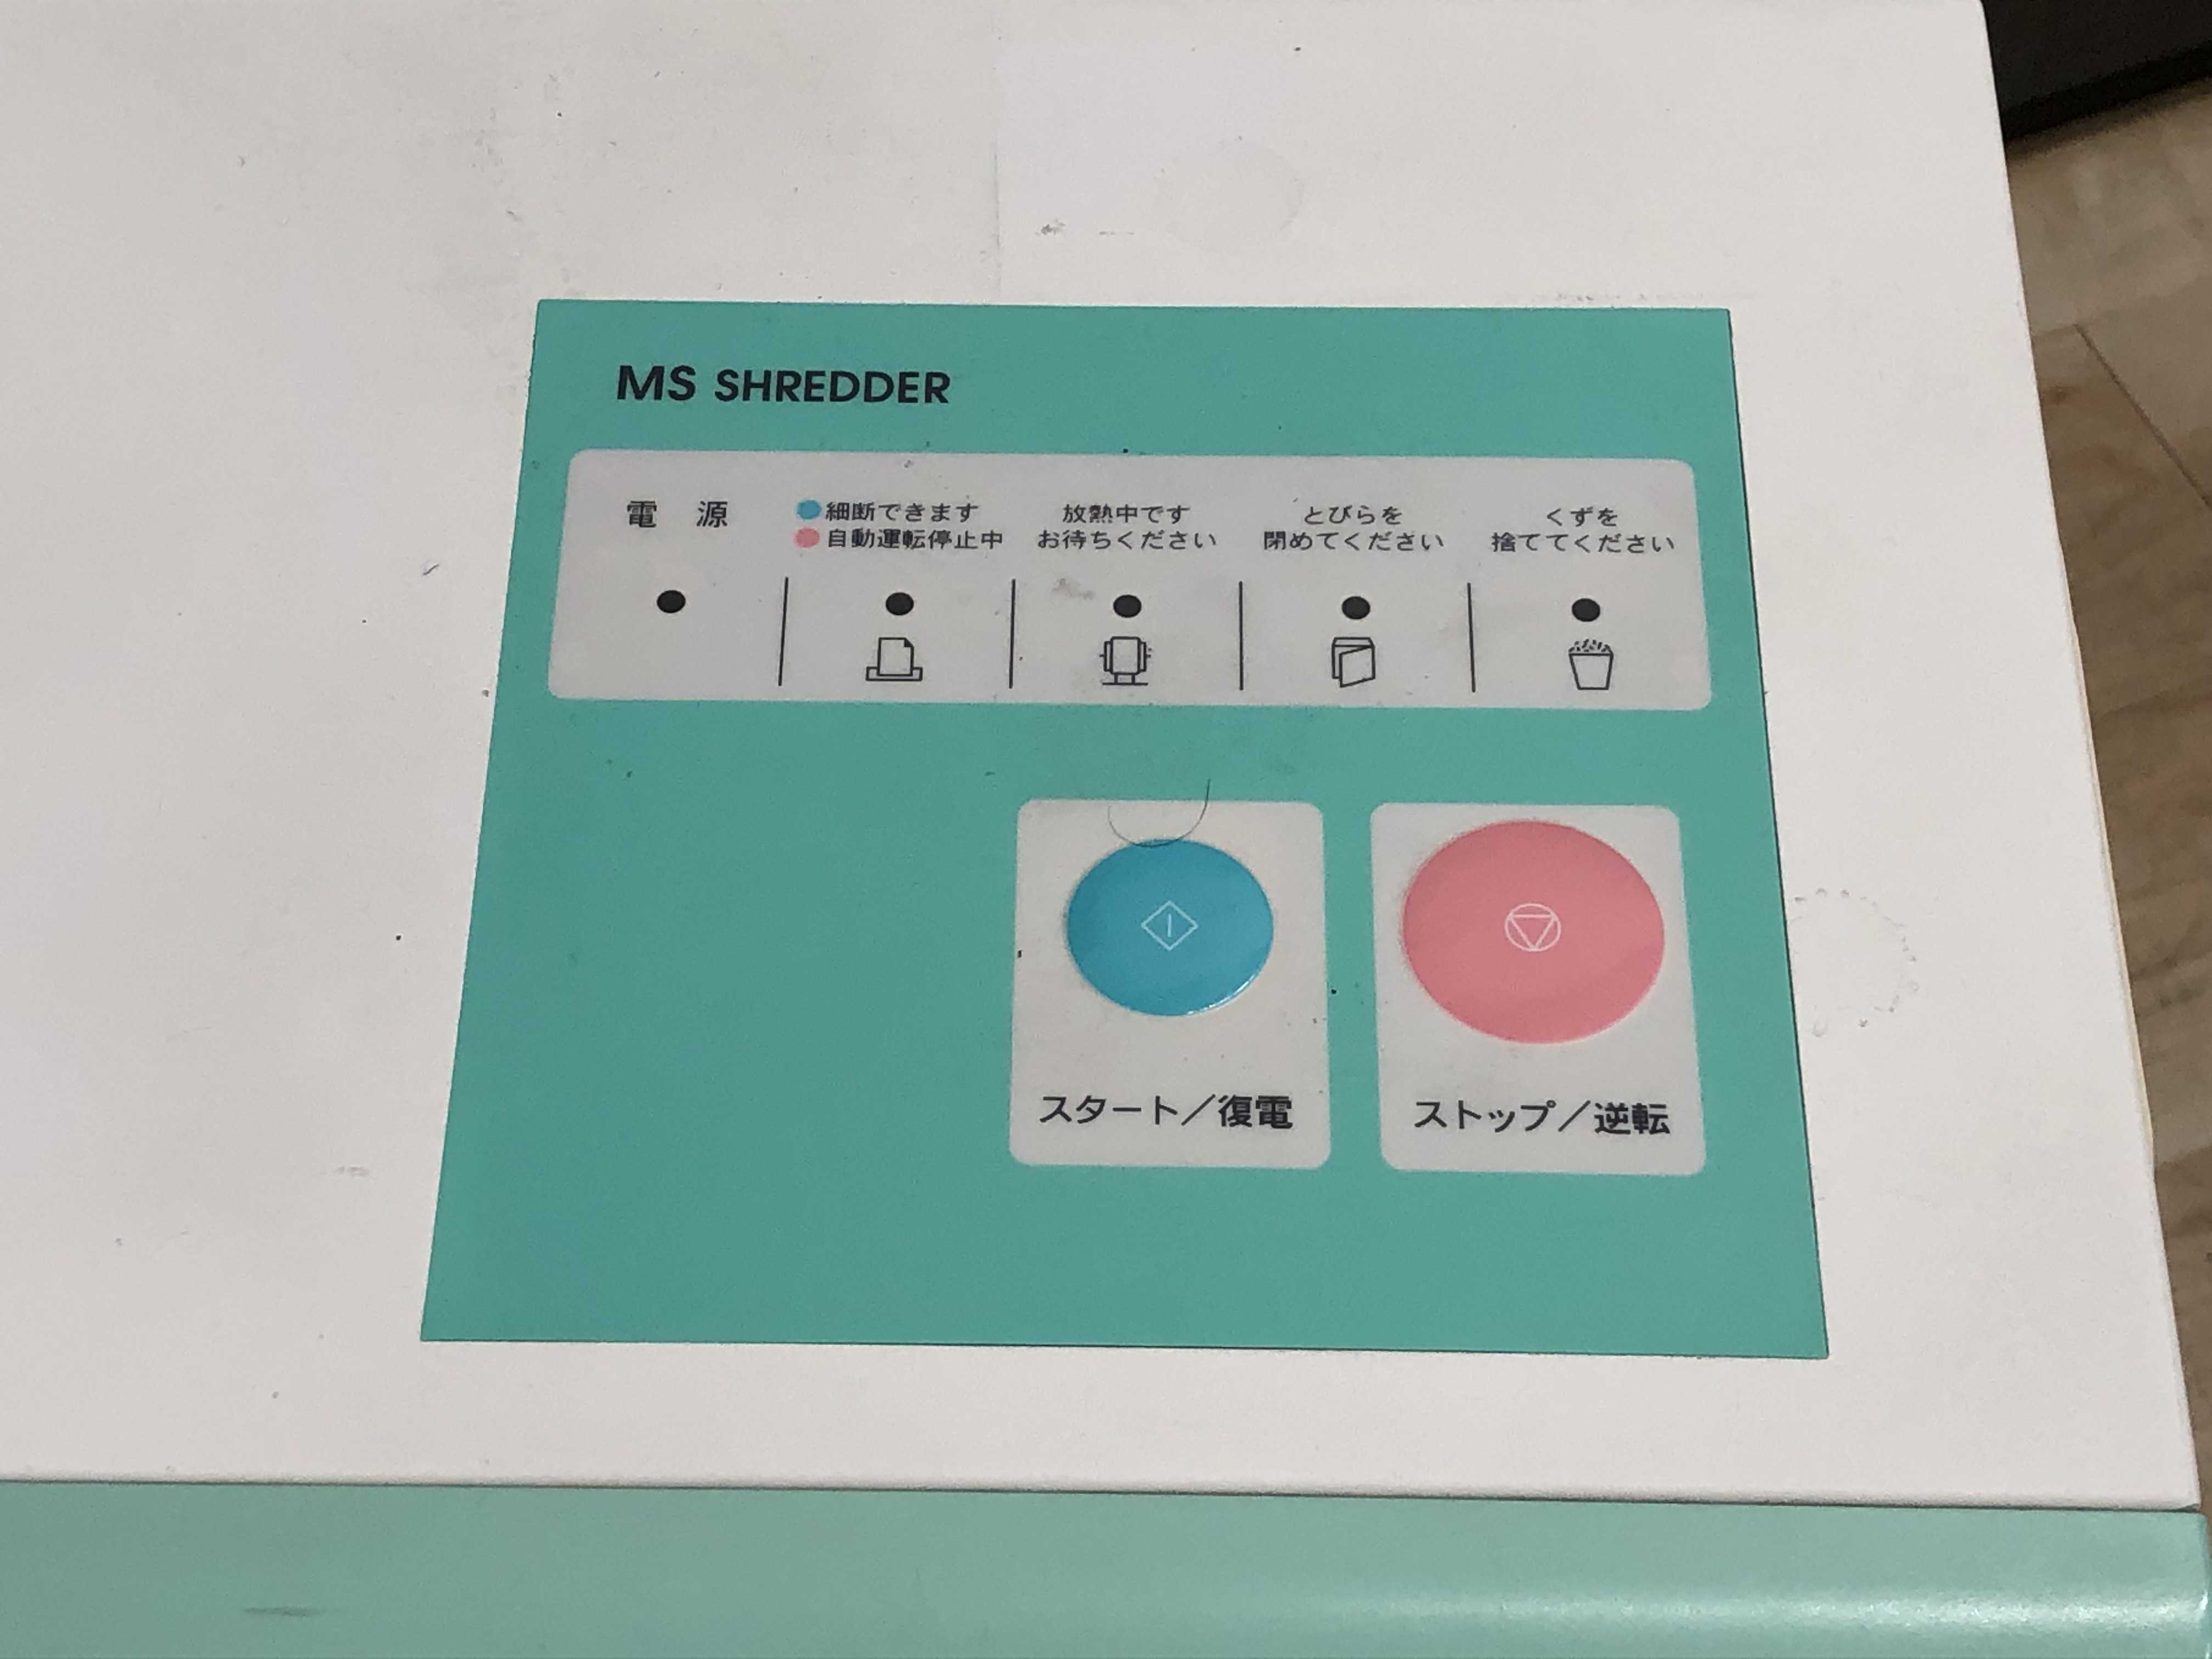 MS SHREDDER
電 源
細断できます
自動運転停止中
放熱中です
お待ちください
とびらを
閉めてください
くずを
捨ててください
スタート／復電
ストップ／逆転